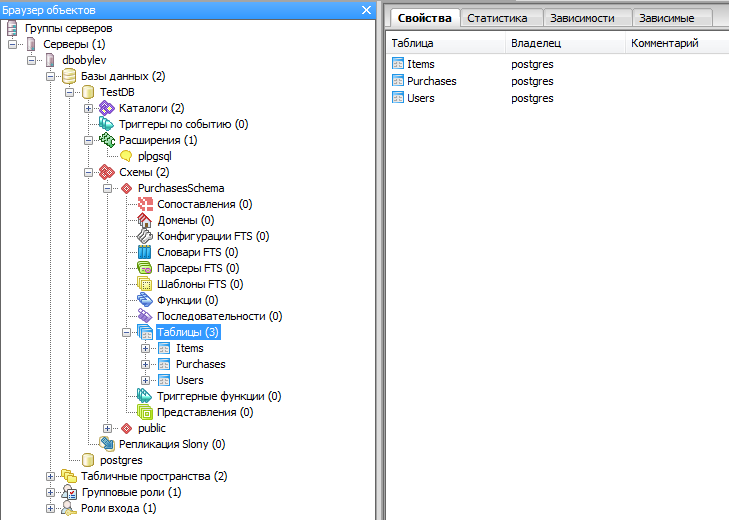 Браузер объектов
Группы серверов
Серверы (1)
dbobylev
Базы данных (2)
TestDB
Каталоги (2)
Триггеры по событию (0)
Расширения (1)
plpgsql
Схемы (2)
PurchasesSchema
Сопоставления (0)
Домены (0)
Конфигурации FTS (0)
Словари FTS (0)
Парсеры FTS (0)
Шаблоны FTS (0)
Функции (0)
Последовательности (0)
Таблицы (3)
Items
Purchases
Users
Триггерные функции (0)
Представления (0)
public
Репликация Slony (0)
postgres
Табличные пространства (2)
Групповые роли (1)
Роли входа (1)
Свойства Статистика Зависимости Зависимые
Таблица Владелец Комментарий
Items postgres
Purchases postgres
Users postgres